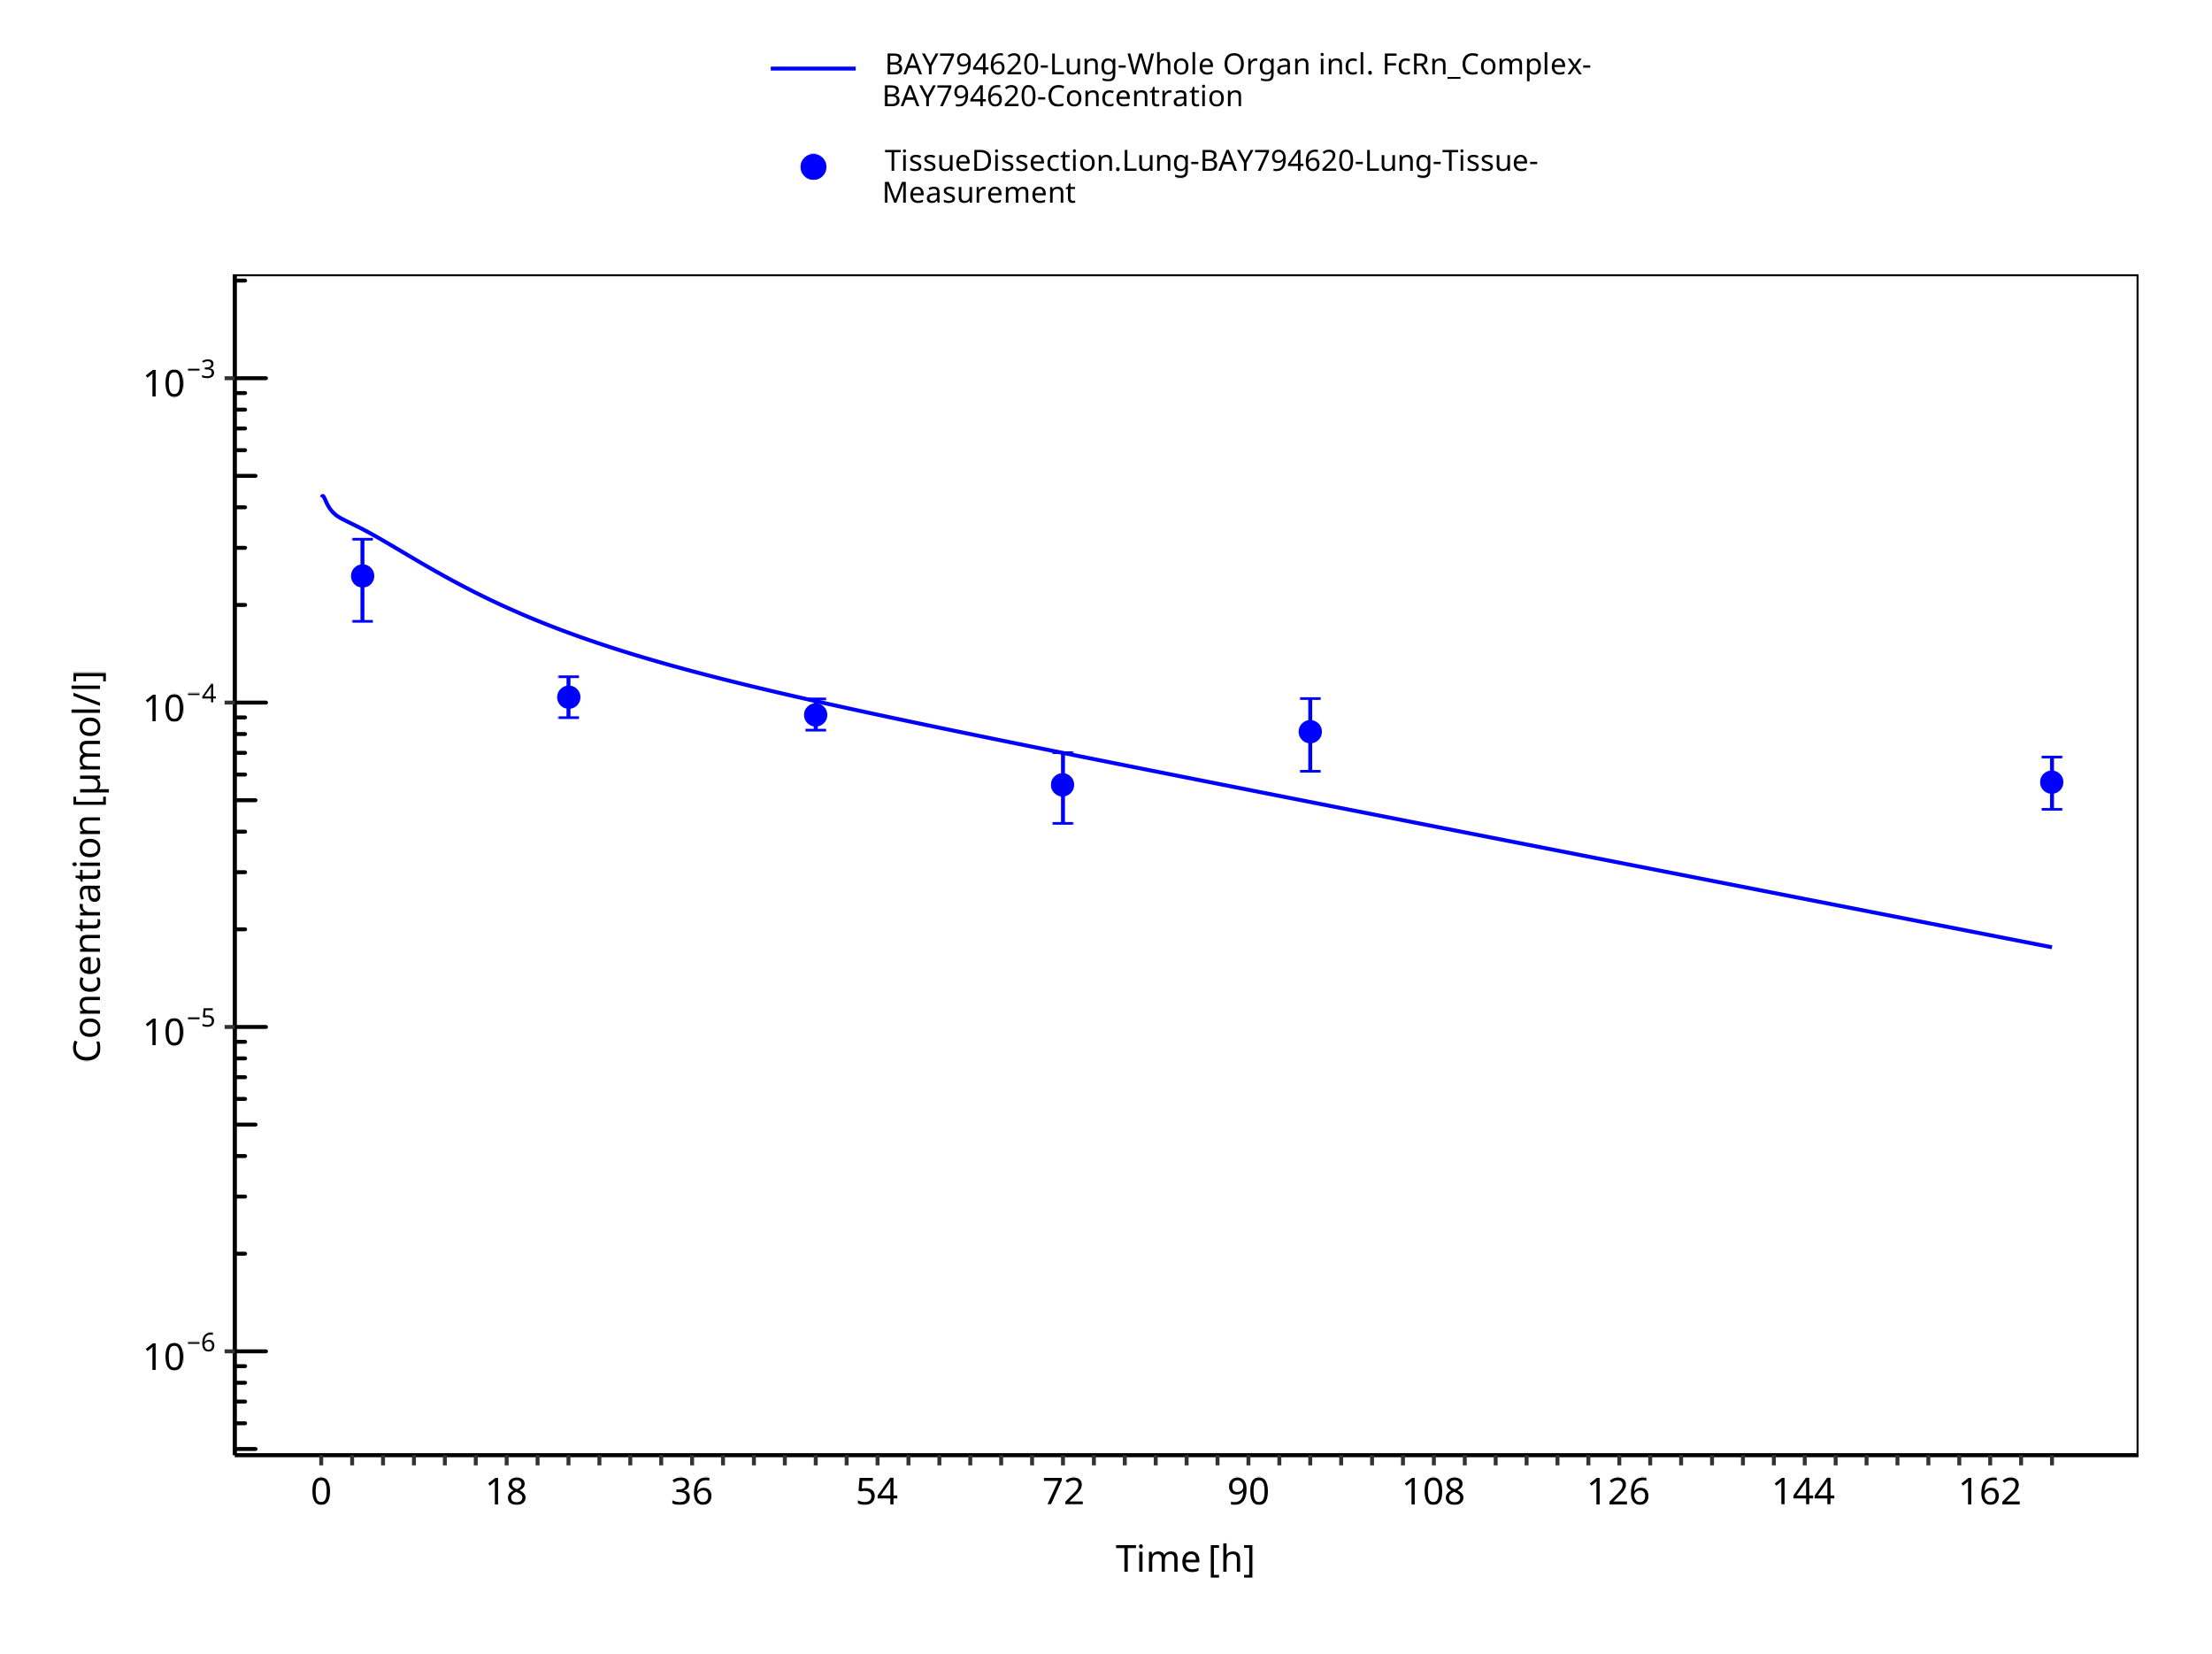 BAY794620-Lung-Whole Organ incl. FcRn_Complex-
BAY794620-Concentration
TissueDissection.Lung-BAY794620-Lung-Tissue-
Measurement
10⁻³
10⁻⁴
10⁻⁵
10⁻⁶
Concentration [µmol/l]
0 18 36 54 72 90 108 126 144 162
Time [h]